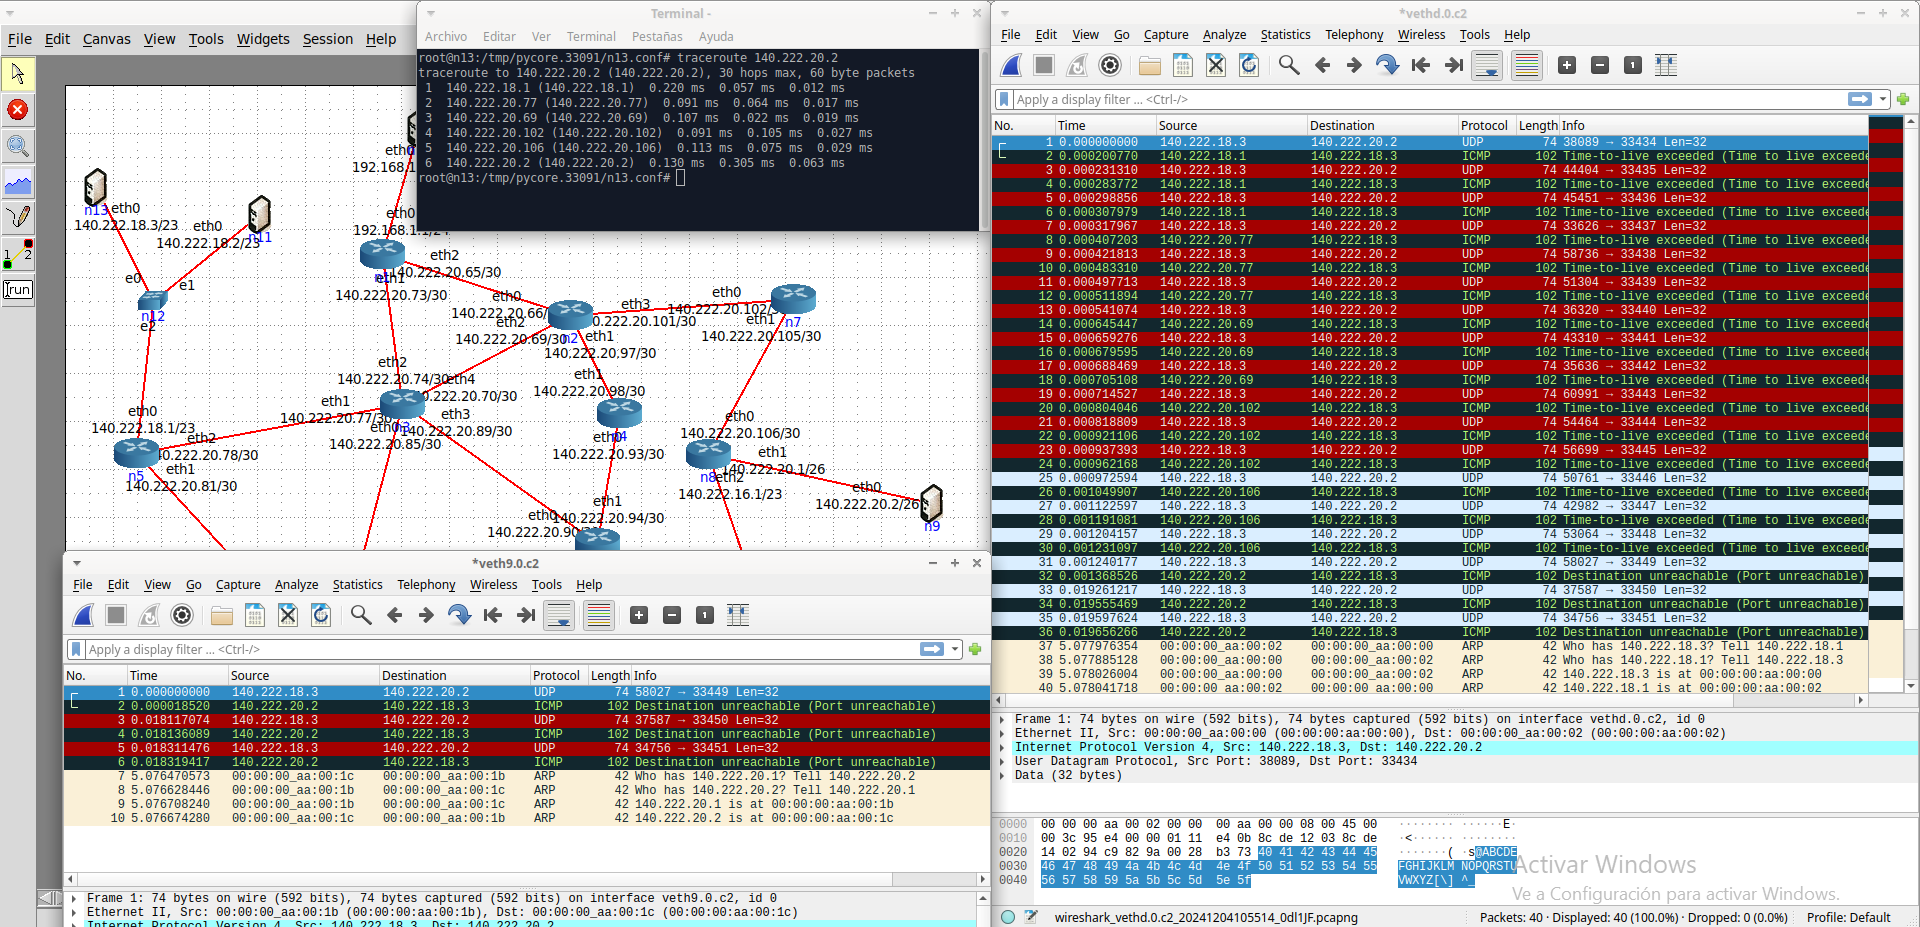 File Edit Canvas View Tools Widgets Session Help
run
Terminal -
Archivo Editar Ver Terminal Pestañas Ayuda
root@n13:/tmp/pycore.33091/n13.conf# traceroute 140.222.20.2
traceroute to 140.222.20.2 (140.222.20.2), 30 hops max, 60 byte packets
1 140.222.18.1 (140.222.18.1) 0.220 ms 0.057 ms 0.012 ms
2 140.222.20.77 (140.222.20.77) 0.091 ms 0.064 ms 0.017 ms
3 140.222.20.69 (140.222.20.69) 0.107 ms 0.022 ms 0.019 ms
4 140.222.20.102 (140.222.20.102) 0.091 ms 0.105 ms 0.027 ms
5 140.222.20.106 (140.222.20.106) 0.113 ms 0.075 ms 0.029 ms
6 140.222.20.2 (140.222.20.2) 0.130 ms 0.305 ms 0.063 ms
root@n13:/tmp/pycore.33091/n13.conf#
eth0
192.168.1
n13
eth0
140.222.18.3/23
eth0
140.222.18.2/23
n11
e0
e1
n12
e2
eth0
192.168.1.1/24
eth2
140.222.20.65/30
n1
eth1
140.222.20.73/30
eth0
140.222.20.66/
eth2
140.222.20.69/30
n2
eth3
0.222.20.101/30
eth1
140.222.20.97/30
eth0
140.222.20.102/
eth1
n7
140.222.20.105/30
eth2
140.222.20.74/30
eth4
0.222.20.70/30
eth1
140.222.20.77/30
eth3
140.222.20.89/30
eth0
n3
140.222.20.85/30
eth1
140.222.20.98/30
eth0
n4
140.222.20.93/30
eth0
140.222.18.1/23
eth2
0.222.20.78/30
n5
eth1
140.222.20.81/30
eth0
140.222.20.106/30
eth1
140.222.20.1/26
n8
eth2
140.222.16.1/23
eth0
140.222.20.2/26
n9
eth1
140.222.20.94/30
eth0
140.222.20.90
*veth9.0.c2
File Edit View Go Capture Analyze Statistics Telephony Wireless Tools Help
Apply a display filter ... <Ctrl-/>
No. Time Source Destination Protocol Length Info
1 0.000000000 140.222.18.3 140.222.20.2 UDP 74 58027 → 33449 Len=32
2 0.000018520 140.222.20.2 140.222.18.3 ICMP 102 Destination unreachable (Port unreachable)
3 0.018117074 140.222.18.3 140.222.20.2 UDP 74 37587 → 33450 Len=32
4 0.018136089 140.222.20.2 140.222.18.3 ICMP 102 Destination unreachable (Port unreachable)
5 0.018311476 140.222.18.3 140.222.20.2 UDP 74 34756 → 33451 Len=32
6 0.018319417 140.222.20.2 140.222.18.3 ICMP 102 Destination unreachable (Port unreachable)
7 5.076470573 00:00:00_aa:00:1c 00:00:00_aa:00:1b ARP 42 Who has 140.222.20.1? Tell 140.222.20.2
8 5.076628446 00:00:00_aa:00:1b 00:00:00_aa:00:1c ARP 42 Who has 140.222.20.2? Tell 140.222.20.1
9 5.076708240 00:00:00_aa:00:1b 00:00:00_aa:00:1c ARP 42 140.222.20.1 is at 00:00:00_aa:00:1b
10 5.076674280 00:00:00_aa:00:1c 00:00:00_aa:00:1b ARP 42 140.222.20.2 is at 00:00:00_aa:00:1c
Frame 1: 74 bytes on wire (592 bits), 74 bytes captured (592 bits) on interface veth9.0.c2, id 0
Ethernet II, Src: 00:00:00_aa:00:1b (00:00:00_aa:00:1b), Dst: 00:00:00_aa:00:1c (00:00:00_aa:00:1c)
Internet Protocol Version 4, Src: 140.222.18.3, Dst: 140.222.20.2
*vethd.0.c2
File Edit View Go Capture Analyze Statistics Telephony Wireless Tools Help
Apply a display filter ... <Ctrl-/>
No. Time Source Destination Protocol Length Info
1 0.000000000 140.222.18.3 140.222.20.2 UDP 74 38089 → 33434 Len=32
2 0.000200770 140.222.18.1 140.222.18.3 ICMP 102 Time-to-live exceeded (Time to live exceede
3 0.000231310 140.222.18.3 140.222.20.2 UDP 74 44404 → 33435 Len=32
4 0.000283772 140.222.18.1 140.222.18.3 ICMP 102 Time-to-live exceeded (Time to live exceede
5 0.000298856 140.222.18.3 140.222.20.2 UDP 74 45451 → 33436 Len=32
6 0.000307979 140.222.18.1 140.222.18.3 ICMP 102 Time-to-live exceeded (Time to live exceede
7 0.000317967 140.222.18.3 140.222.20.2 UDP 74 33626 → 33437 Len=32
8 0.000407203 140.222.20.77 140.222.18.3 ICMP 102 Time-to-live exceeded (Time to live exceede
9 0.000421813 140.222.18.3 140.222.20.2 UDP 74 58736 → 33438 Len=32
10 0.000483310 140.222.20.77 140.222.18.3 ICMP 102 Time-to-live exceeded (Time to live exceede
11 0.000497713 140.222.18.3 140.222.20.2 UDP 74 51304 → 33439 Len=32
12 0.000511894 140.222.20.77 140.222.18.3 ICMP 102 Time-to-live exceeded (Time to live exceede
13 0.000541074 140.222.18.3 140.222.20.2 UDP 74 36320 → 33440 Len=32
14 0.000645447 140.222.20.69 140.222.18.3 ICMP 102 Time-to-live exceeded (Time to live exceede
15 0.000659276 140.222.18.3 140.222.20.2 UDP 74 43310 → 33441 Len=32
16 0.000679595 140.222.20.69 140.222.18.3 ICMP 102 Time-to-live exceeded (Time to live exceede
17 0.000688469 140.222.18.3 140.222.20.2 UDP 74 35636 → 33442 Len=32
18 0.000705108 140.222.20.69 140.222.18.3 ICMP 102 Time-to-live exceeded (Time to live exceede
19 0.000714527 140.222.18.3 140.222.20.2 UDP 74 60991 → 33443 Len=32
20 0.000804046 140.222.20.102 140.222.18.3 ICMP 102 Time-to-live exceeded (Time to live exceede
21 0.000818809 140.222.18.3 140.222.20.2 UDP 74 54464 → 33444 Len=32
22 0.000921106 140.222.20.102 140.222.18.3 ICMP 102 Time-to-live exceeded (Time to live exceede
23 0.000937393 140.222.18.3 140.222.20.2 UDP 74 56699 → 33445 Len=32
24 0.000962168 140.222.20.102 140.222.18.3 ICMP 102 Time-to-live exceeded (Time to live exceede
25 0.000972594 140.222.18.3 140.222.20.2 UDP 74 50761 → 33446 Len=32
26 0.001049907 140.222.20.106 140.222.18.3 ICMP 102 Time-to-live exceeded (Time to live exceede
27 0.001122597 140.222.18.3 140.222.20.2 UDP 74 42982 → 33447 Len=32
28 0.001191081 140.222.20.106 140.222.18.3 ICMP 102 Time-to-live exceeded (Time to live exceede
29 0.001204157 140.222.18.3 140.222.20.2 UDP 74 53064 → 33448 Len=32
30 0.001231097 140.222.20.106 140.222.18.3 ICMP 102 Time-to-live exceeded (Time to live exceede
31 0.001240177 140.222.18.3 140.222.20.2 UDP 74 58027 → 33449 Len=32
32 0.001368526 140.222.20.2 140.222.18.3 ICMP 102 Destination unreachable (Port unreachable)
33 0.019261217 140.222.18.3 140.222.20.2 UDP 74 37587 → 33450 Len=32
34 0.019555469 140.222.20.2 140.222.18.3 ICMP 102 Destination unreachable (Port unreachable)
35 0.019597624 140.222.18.3 140.222.20.2 UDP 74 34756 → 33451 Len=32
36 0.019656266 140.222.20.2 140.222.18.3 ICMP 102 Destination unreachable (Port unreachable)
37 5.077976354 00:00:00_aa:00:02 00:00:00_aa:00:00 ARP 42 Who has 140.222.18.3? Tell 140.222.18.1
38 5.077885128 00:00:00_aa:00:00 00:00:00_aa:00:02 ARP 42 Who has 140.222.18.1? Tell 140.222.18.3
39 5.078026004 00:00:00_aa:00:00 00:00:00_aa:00:02 ARP 42 140.222.18.3 is at 00:00:00_aa:00:00
40 5.078041718 00:00:00_aa:00:02 00:00:00_aa:00:00 ARP 42 140.222.18.1 is at 00:00:00_aa:00:02
Frame 1: 74 bytes on wire (592 bits), 74 bytes captured (592 bits) on interface vethd.0.c2, id 0
Ethernet II, Src: 00:00:00_aa:00:00 (00:00:00_aa:00:00), Dst: 00:00:00_aa:00:02 (00:00:00_aa:00:02)
Internet Protocol Version 4, Src: 140.222.18.3, Dst: 140.222.20.2
User Datagram Protocol, Src Port: 38089, Dst Port: 33434
Data (32 bytes)
0000 00 00 00 aa 00 02 00 00 00 aa 00 00 08 00 45 00 ········ ······E·
0010 00 3c 95 e4 00 00 01 11 e4 0b 8c de 12 03 8c de ·<······ ········
0020 14 02 94 c9 82 9a 00 28 b3 73 40 41 42 43 44 45 ·······( ·s@ABCDE
0030 46 47 48 49 4a 4b 4c 4d 4e 4f 50 51 52 53 54 55 FGHIJKLM NOPQRSTU
0040 56 57 58 59 5a 5b 5c 5d 5e 5f VWXYZ[\] ^_
Activar Windows
Ve a Configuración para activar Windows.
wireshark_vethd.0.c2_20241204105514_0dl1JF.pcapng
Packets: 40 · Displayed: 40 (100.0%) · Dropped: 0 (0.0%)
Profile: Default